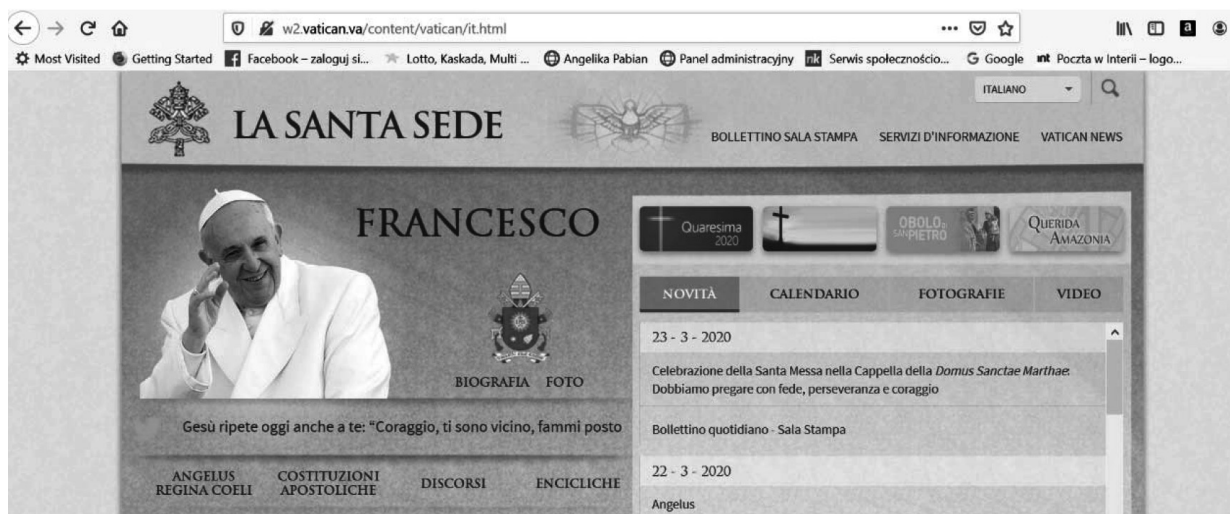 w2.vatican.va/content/vatican/it.html
Most Visited Getting Started Facebook – zaloguj si... Lotto, Kaskada, Multi ... Angelika Pabian Panel administracyjny nk Serwis społecznościo... G Google int Poczta w Interii – logo...
ITALIANO
LA SANTA SEDE
BOLLETTINO SALA STAMPA SERVIZI D'INFORMAZIONE VATICAN NEWS
FRANCESCO
Quaresima
2020
OBOLO DI
SAN PIETRO
QUERIDA
AMAZONIA
NOVITÀ CALENDARIO FOTOGRAFIE VIDEO
BIOGRAFIA FOTO
23 - 3 - 2020
Celebrazione della Santa Messa nella Cappella della Domus Sanctae Marthae:
Dobbiamo pregare con fede, perseveranza e coraggio
Bollettino quotidiano - Sala Stampa
22 - 3 - 2020
Angelus
Gesù ripete oggi anche a te: “Coraggio, ti sono vicino, fammi posto
ANGELUS
REGINA COELI
COSTITUZIONI
APOSTOLICHE
DISCORSI
ENCICLICHE